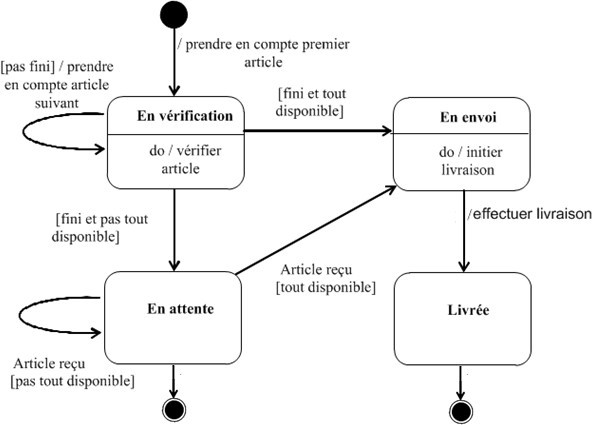 / prendre en compte premier
article
[pas fini] / prendre
en compte article
suivant
[fini et tout
disponible]
En vérification
do / vérifier
article
En envoi
do / initier
livraison
[fini et pas tout
disponible]
/effectuer livraison
En attente
Article reçu
[tout disponible]
Livrée
Article reçu
[pas tout disponible]